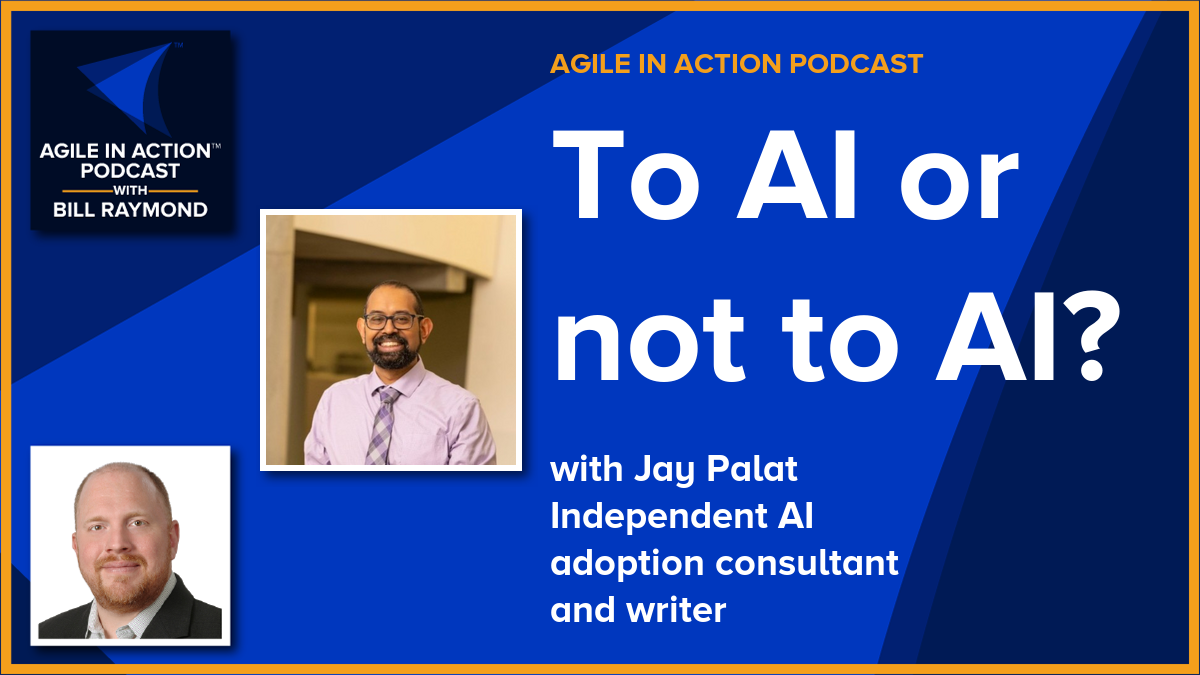 AGILE IN ACTION™
PODCAST
WITH
BILL RAYMOND
AGILE IN ACTION PODCAST
To AI or
not to AI?
with Jay Palat
Independent AI
adoption consultant
and writer
TM